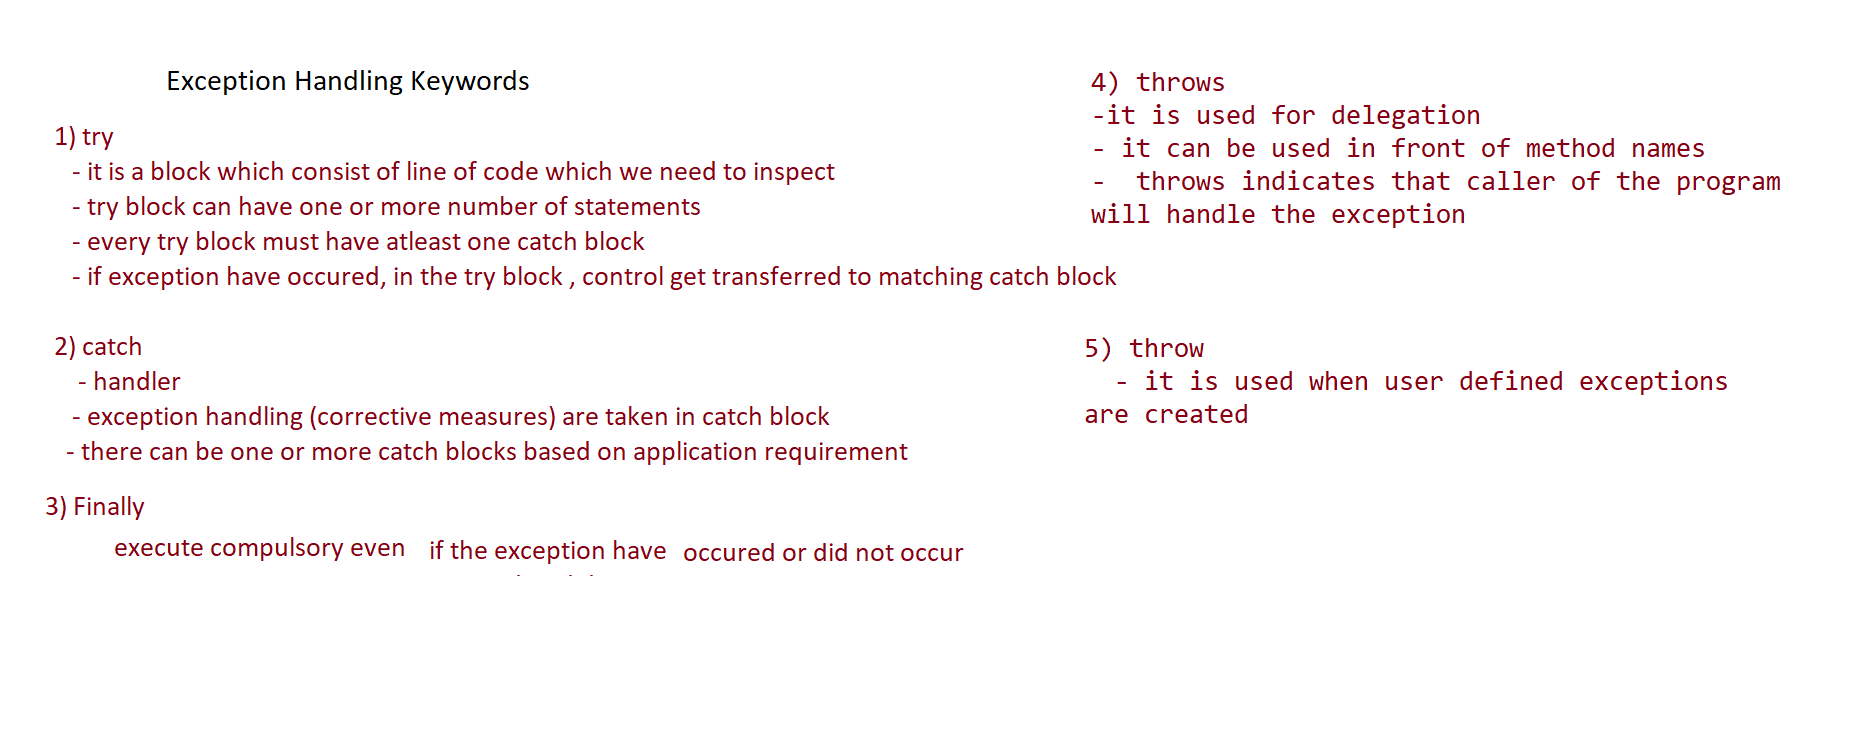 Exception Handling Keywords
1) try
- it is a block which consist of line of code which we need to inspect
- try block can have one or more number of statements
- every try block must have atleast one catch block
- if exception have occured, in the try block , control get transferred to matching catch block
2) catch
- handler
- exception handling (corrective measures) are taken in catch block
- there can be one or more catch blocks based on application requirement
3) Finally
execute compulsory even if the exception have occured or did not occur
4) throws
-it is used for delegation
- it can be used in front of method names
- throws indicates that caller of the program
will handle the exception
5) throw
- it is used when user defined exceptions
are created